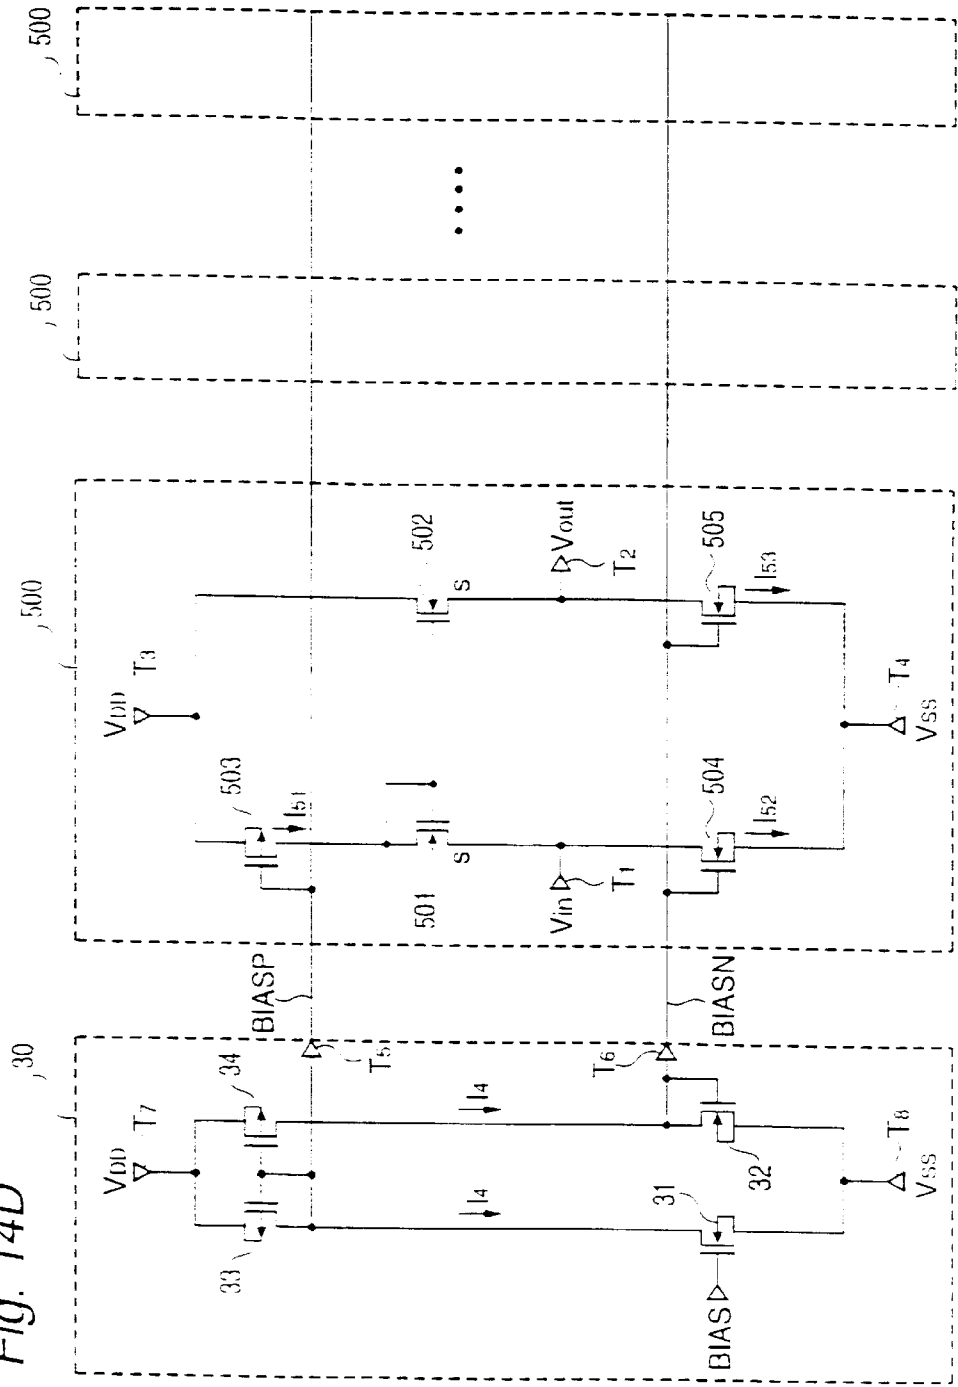 Fig. 14D
30
500
500
500
VDD
T7
VDD
T3
33
34
503
I51
BIASP
T5
I4
I4
501
S
502
S
Vin
T1
Vout
T2
T6
BIASN
BIAS
31
32
504
I52
505
I53
VSS
T8
VSS
T4